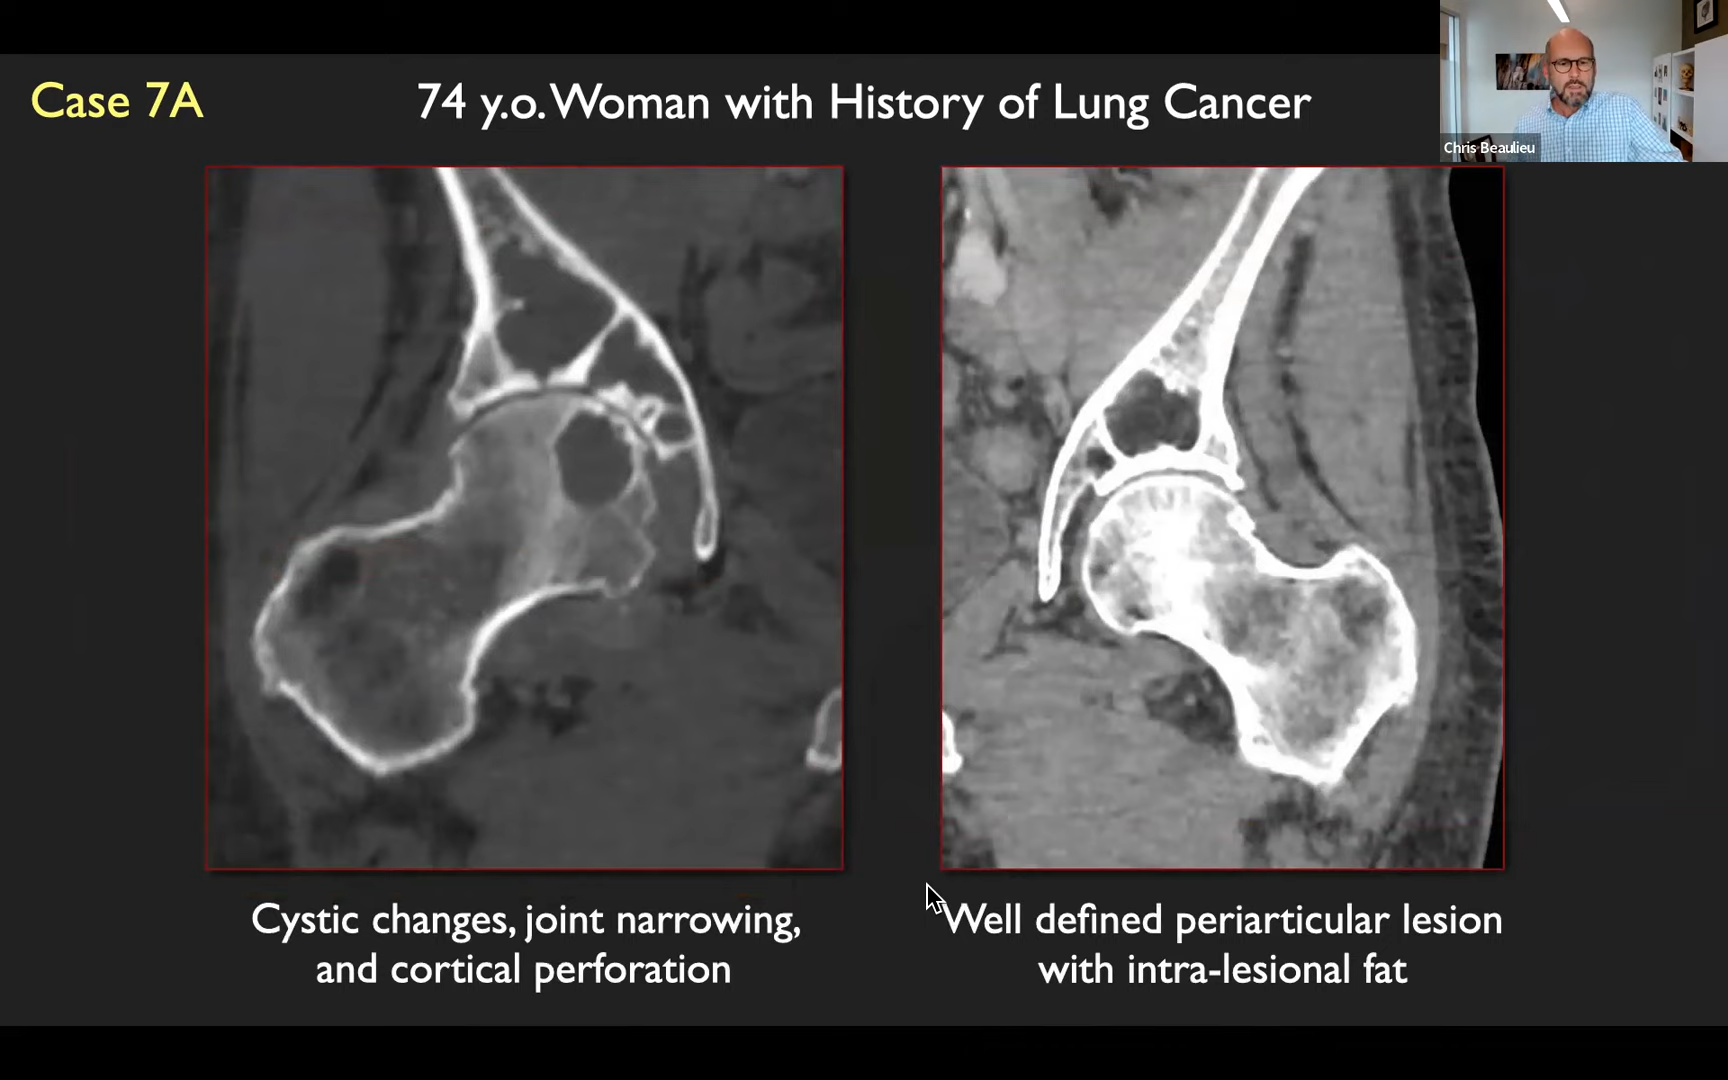 Case 7A
74 y.o. Woman with History of Lung Cancer
Chris Beaulieu
Cystic changes, joint narrowing,
and cortical perforation
Well defined periarticular lesion
with intra-lesional fat